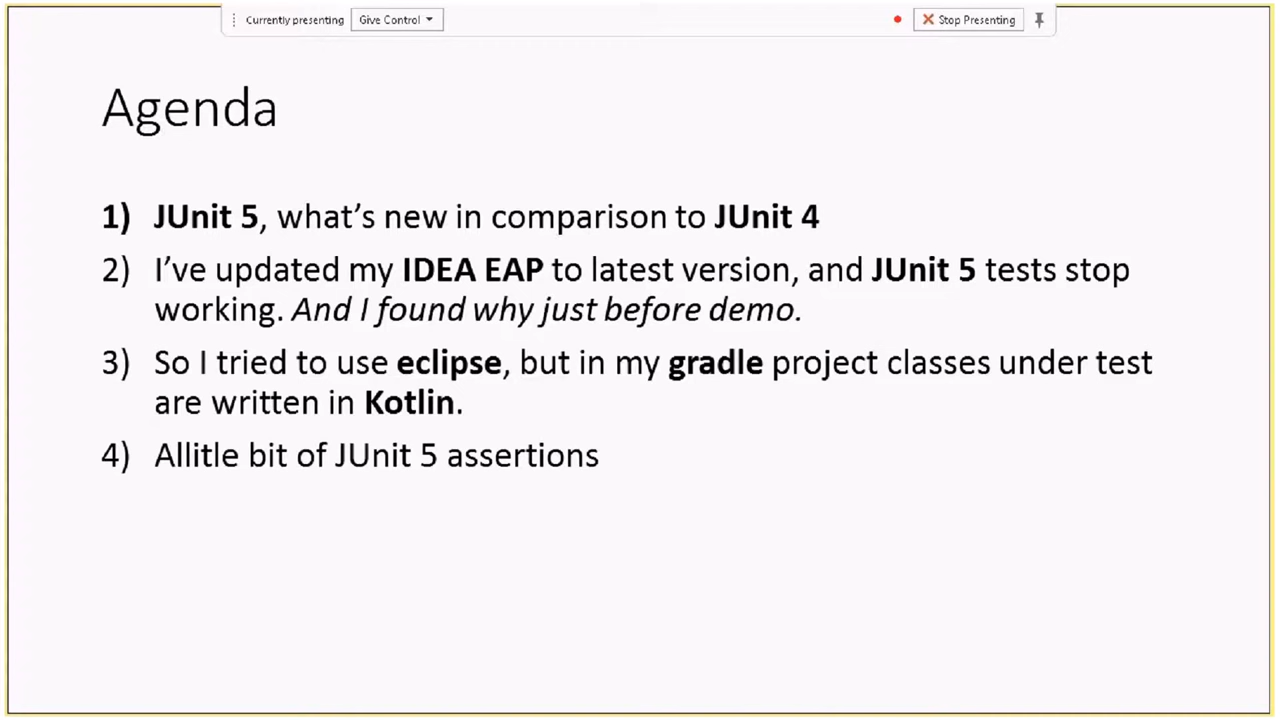 Currently presenting Give Control Stop Presenting
Agenda
1) JUnit 5, what's new in comparison to JUnit 4
2) I've updated my IDEA EAP to latest version, and JUnit 5 tests stop
working. And I found why just before demo.
3) So I tried to use eclipse, but in my gradle project classes under test
are written in Kotlin.
4) Allitle bit of JUnit 5 assertions